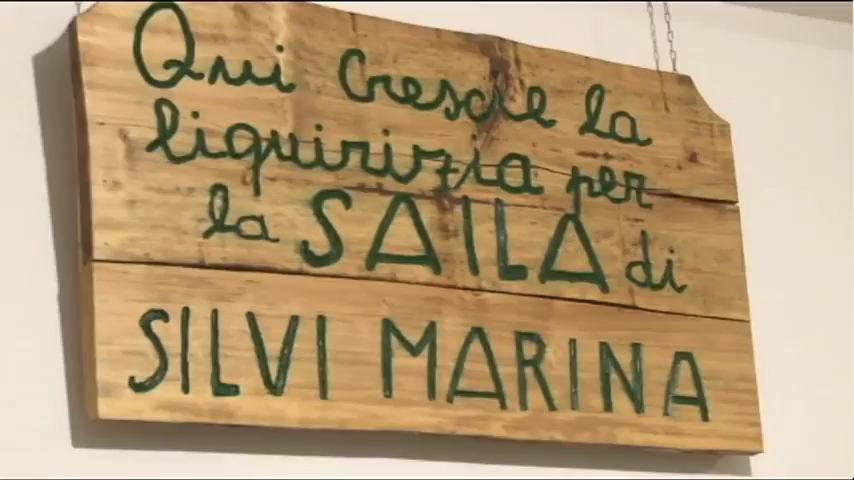 Qui Cresce la
liquirizia per
la SAILA di
SILVI MARINA